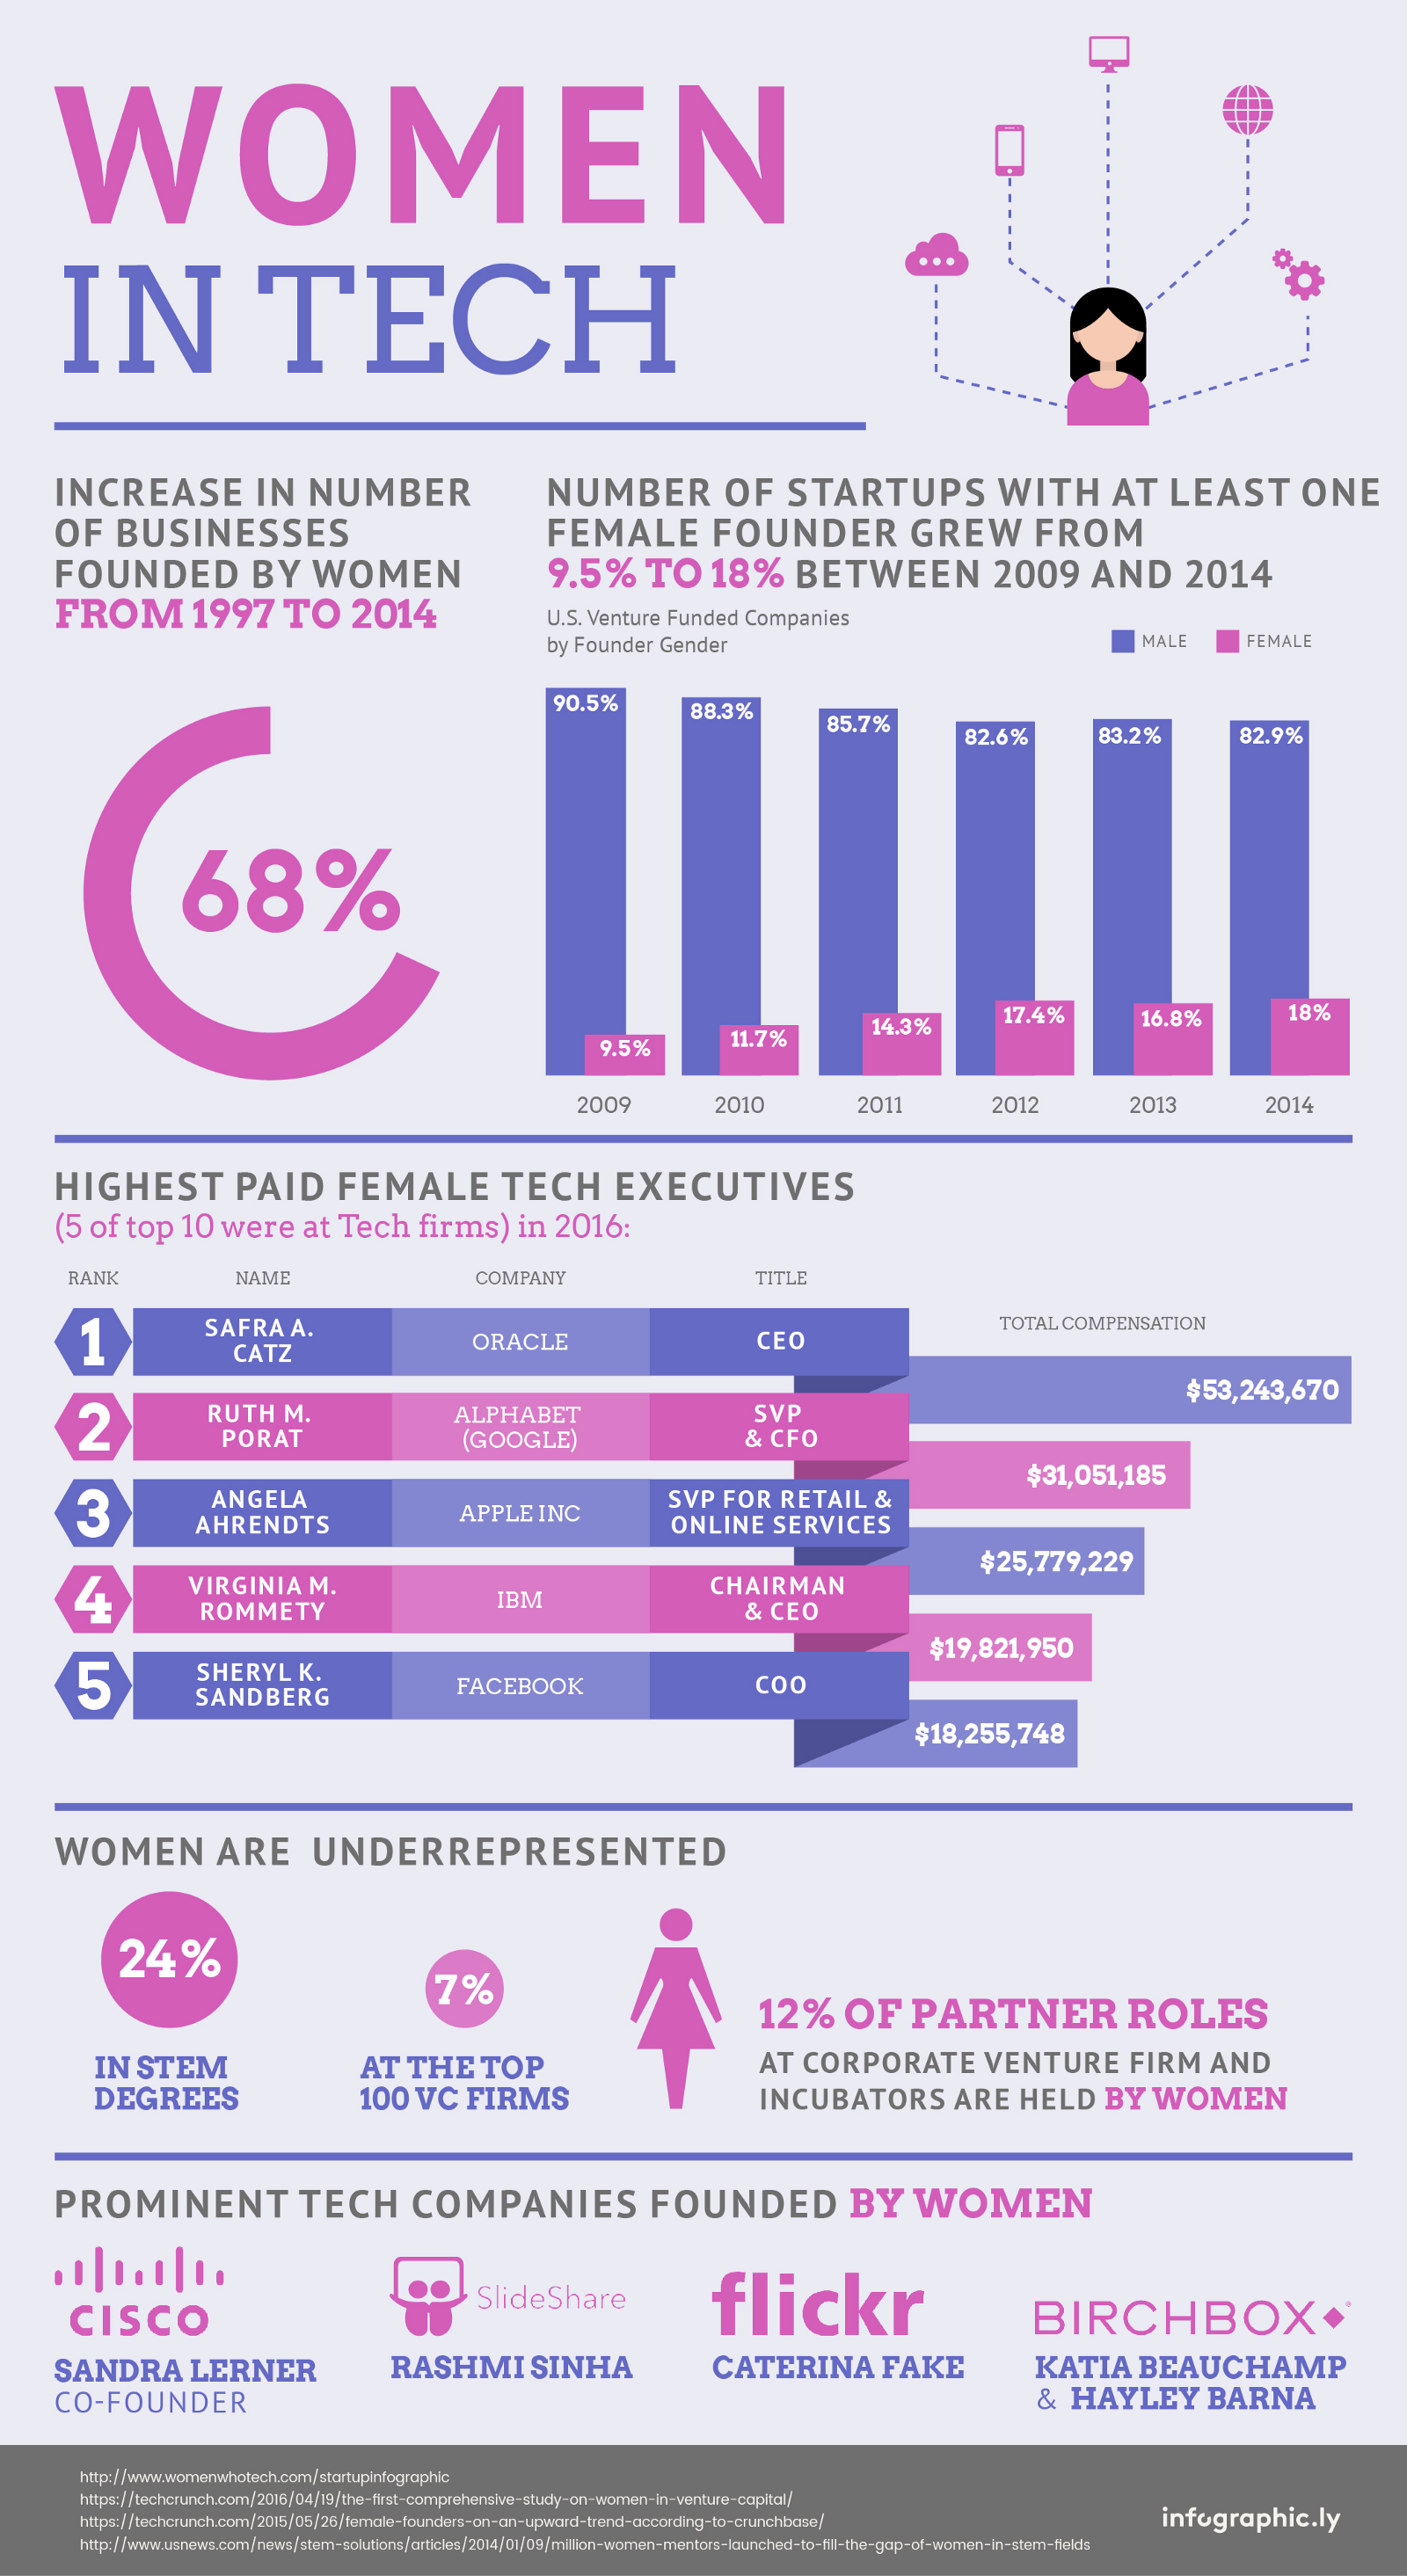 WOMEN
IN TECH
INCREASE IN NUMBER
OF BUSINESSES
FOUNDED BY WOMEN
FROM 1997 TO 2014
68%
NUMBER OF STARTUPS WITH AT LEAST ONE
FEMALE FOUNDER GREW FROM
9.5% TO 18% BETWEEN 2009 AND 2014
U.S. Venture Funded Companies
by Founder Gender
MALE FEMALE
90.5% 88.3% 85.7% 82.6% 83.2% 82.9%
9.5% 11.7% 14.3% 17.4% 16.8% 18%
2009 2010 2011 2012 2013 2014
HIGHEST PAID FEMALE TECH EXECUTIVES
(5 of top 10 were at Tech firms) in 2016:
RANK NAME COMPANY TITLE
TOTAL COMPENSATION
1 SAFRA A.
CATZ
ORACLE
CEO
$53,243,670
2 RUTH M.
PORAT
ALPHABET
(GOOGLE)
SVP
& CFO
$31,051,185
3 ANGELA
AHRENDTS
APPLE INC
SVP FOR RETAIL &
ONLINE SERVICES
$25,779,229
4 VIRGINIA M.
ROMMETY
IBM
CHAIRMAN
& CEO
$19,821,950
5 SHERYL K.
SANDBERG
FACEBOOK
COO
$18,255,748
WOMEN ARE UNDERREPRESENTED
24%
IN STEM
DEGREES
7%
AT THE TOP
100 VC FIRMS
12% OF PARTNER ROLES
AT CORPORATE VENTURE FIRM AND
INCUBATORS ARE HELD BY WOMEN
PROMINENT TECH COMPANIES FOUNDED BY WOMEN
CISCO
SANDRA LERNER
CO-FOUNDER
SlideShare
RASHMI SINHA
flickr
CATERINA FAKE
BIRCHBOX
KATIA BEAUCHAMP
& HAYLEY BARNA
http://www.womenwhotech.com/startupinfographic
https://techcrunch.com/2016/04/19/the-first-comprehensive-study-on-women-in-venture-capital/
https://techcrunch.com/2015/05/26/female-founders-on-an-upward-trend-according-to-crunchbase/
http://www.usnews.com/news/stem-solutions/articles/2014/01/09/million-women-mentors-launched-to-fill-the-gap-of-women-in-stem-fields
infographic.ly